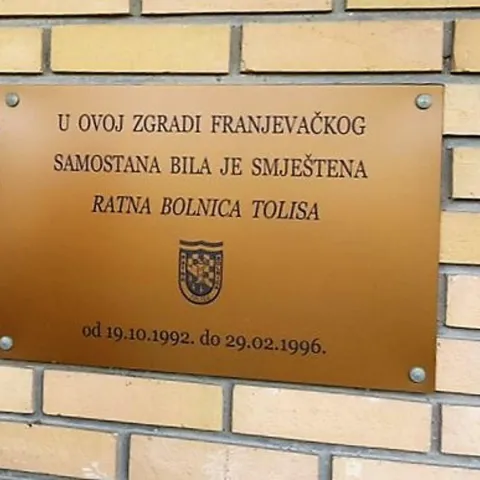 U OVOJ ZGRADI FRANJEVAČKOG
SAMOSTANA BILA JE SMJEŠTENA
RATNA BOLNICA TOLISA
od 19.10.1992. do 29.02.1996.